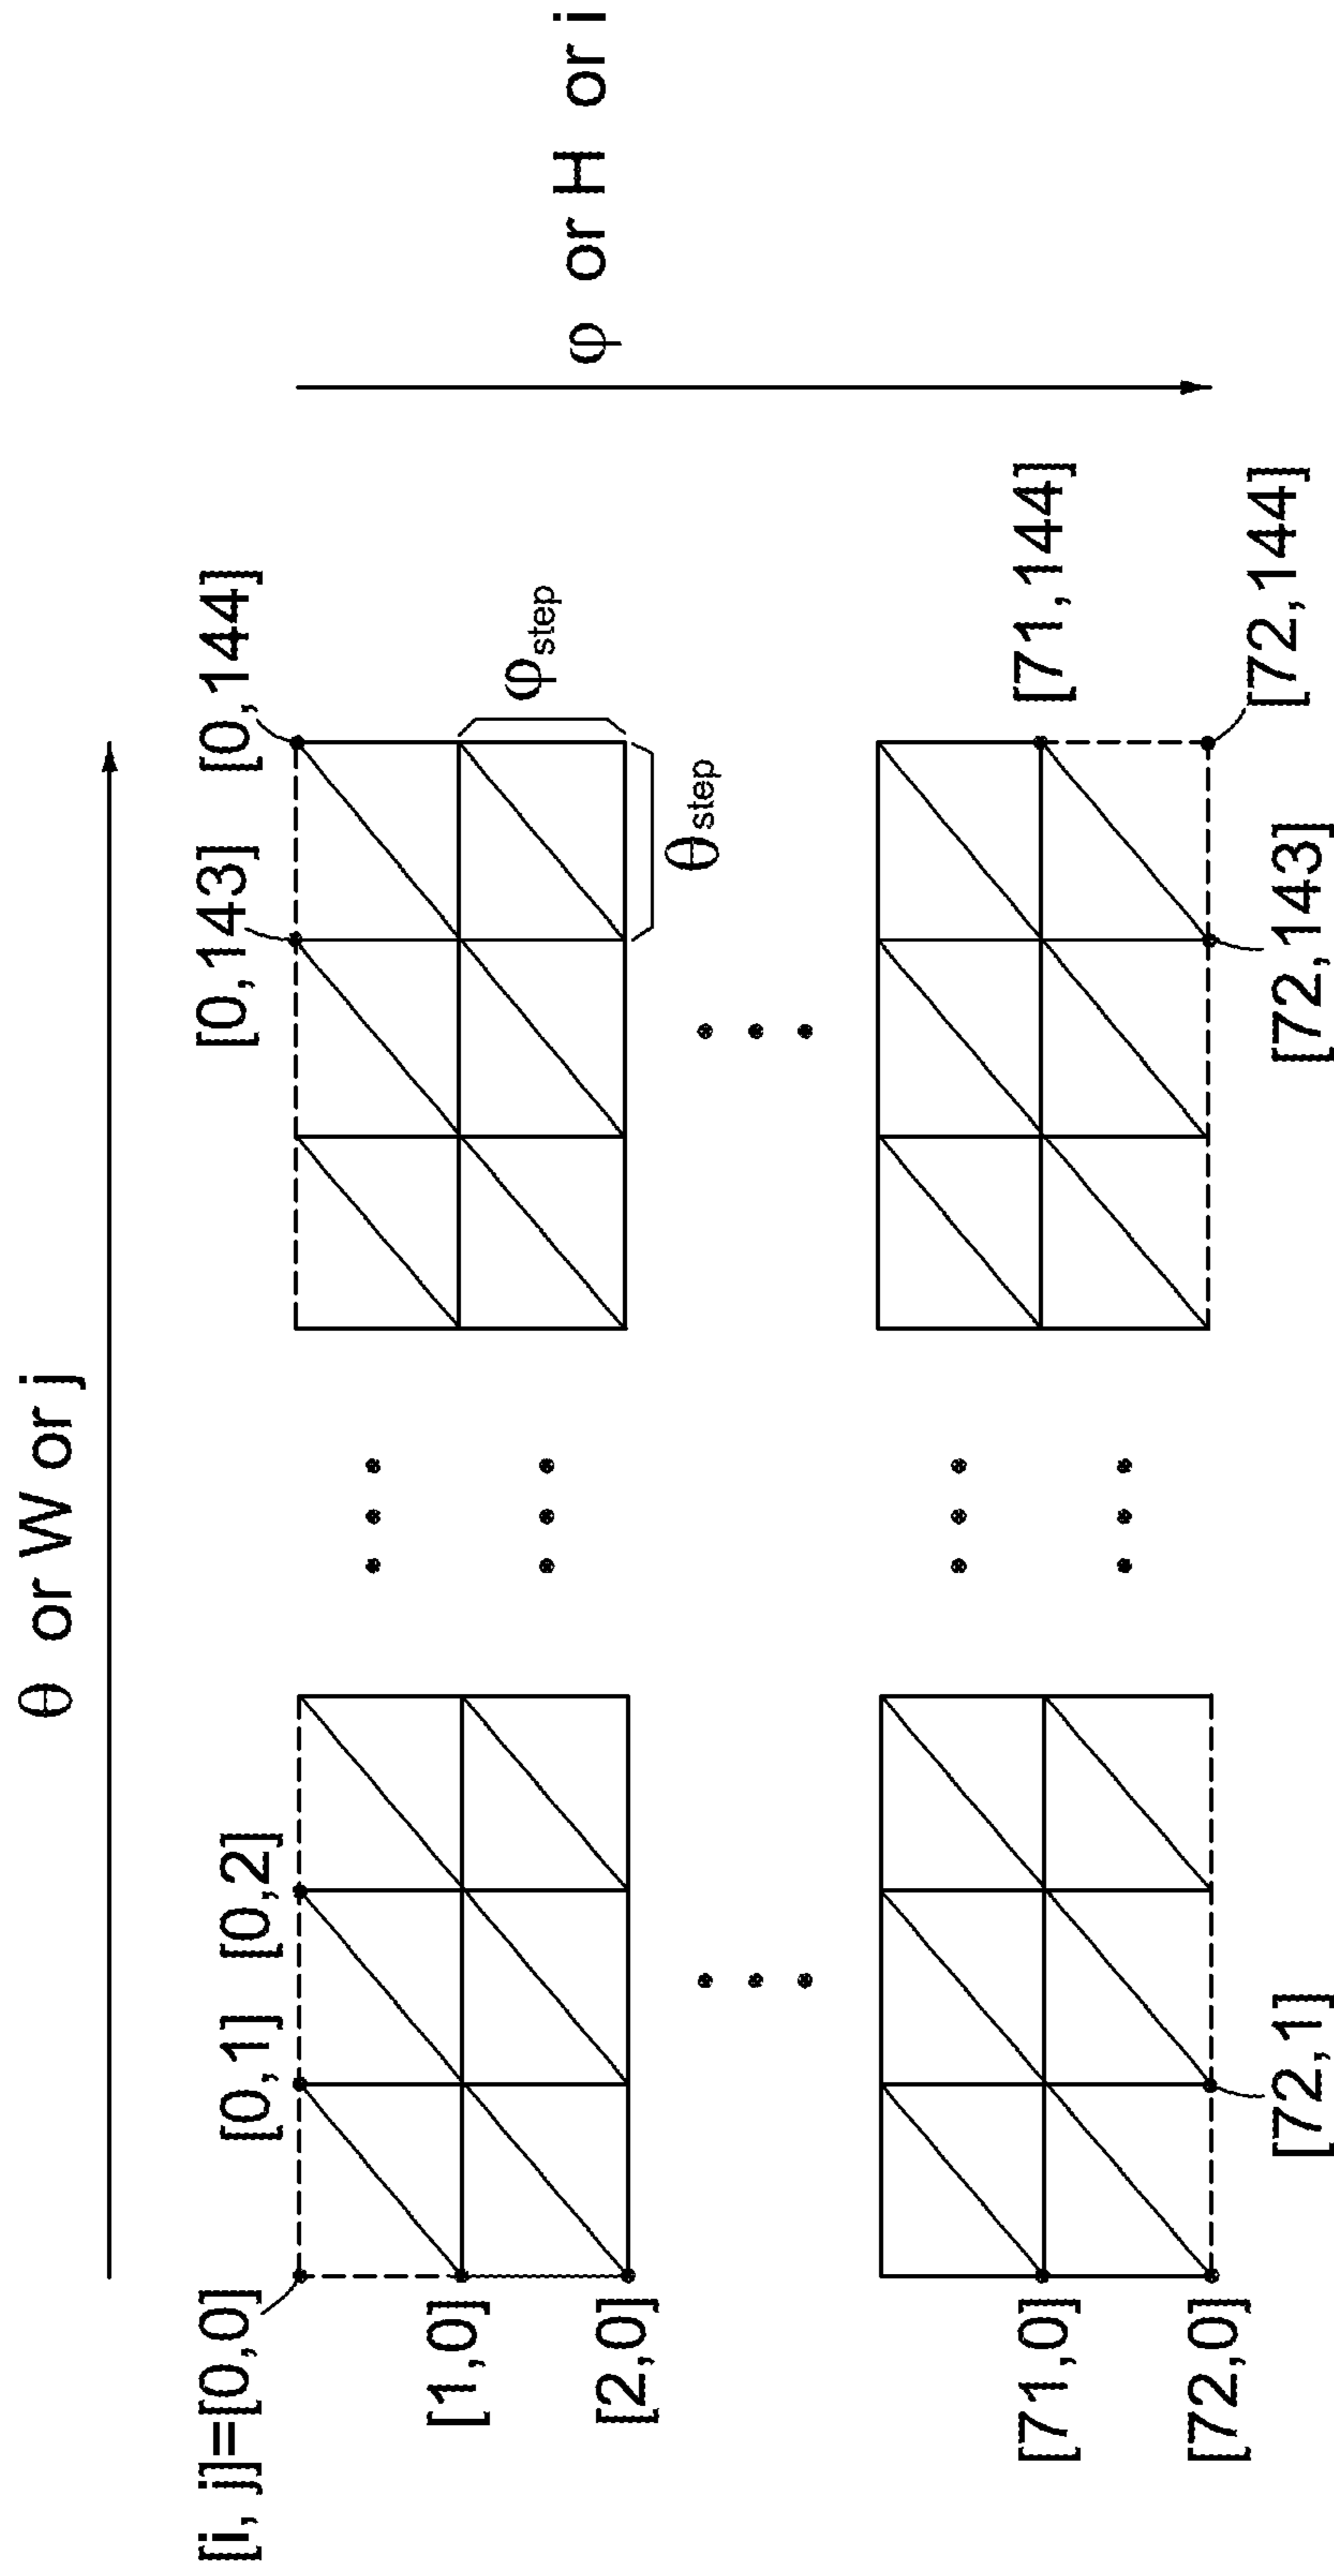 θ or W or j
[i, j]=[0,0]
[0,1]
[0,2]
[0,143]
[0,144]
[1,0]
[2,0]
φstep
θstep
φ or H or i
[71,0]
[72,0]
[72,1]
[71,144]
[72,143]
[72,144]